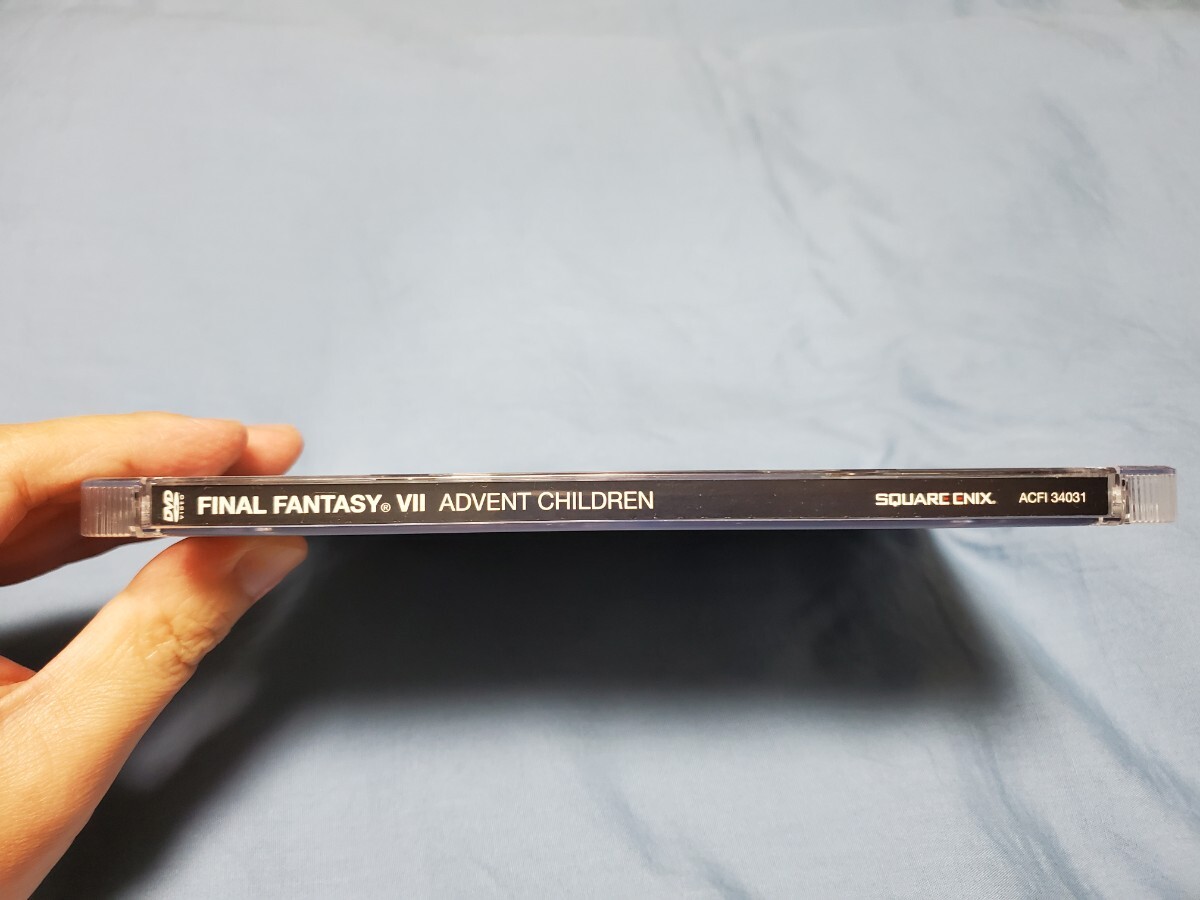 DVD VIDEO FINAL FANTASY® VII ADVENT CHILDREN SQUARE ENIX. ACFI 34031